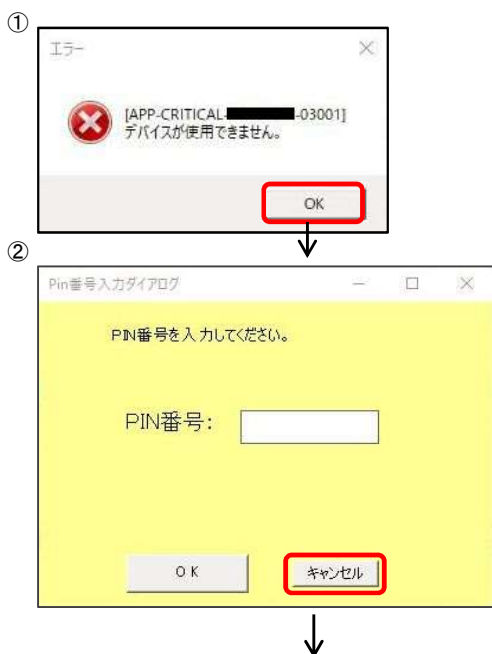 ①
エラー
[APP-CRITICAL- -03001]
デバイスが使用できません。
OK
②
Pin番号入力ダイアログ
PIN番号を入力してください。
PIN番号:
OK
キャンセル